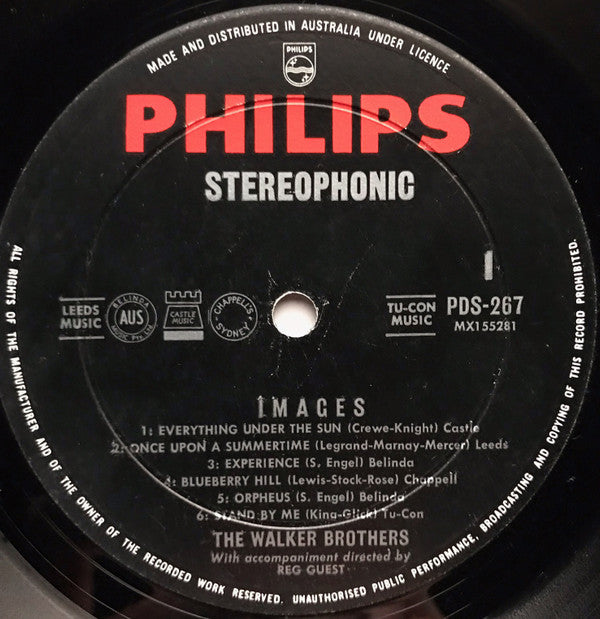 MADE AND DISTRIBUTED IN AUSTRALIA UNDER LICENCE
PHILIPS
PHILIPS
STEREOPHONIC
1
LEEDS
MUSIC
BELINDA
AUS
MUSIC Pty. Ltd.
CASTLE
MUSIC
CHAPPELL'S
SYDNEY
TU-CON
MUSIC
PDS-267
MX155281
IMAGES
1: EVERYTHING UNDER THE SUN (Crewe-Knight) Castle
2: ONCE UPON A SUMMERTIME (Legrand-Marnay-Mercer) Leeds
3: EXPERIENCE (S. Engel) Belinda
4: BLUEBERRY HILL (Lewis-Stock-Rose) Chappell
5: ORPHEUS (S. Engel) Belinda
6: STAND BY ME (King-Glick) Tu-Con
THE WALKER BROTHERS
With accompaniment directed by
REG GUEST
ALL RIGHTS OF THE MANUFACTURER AND OF THE OWNER OF THE RECORDED WORK RESERVED. UNAUTHORISED PUBLIC PERFORMANCE, BROADCASTING AND COPYING OF THIS RECORD PROHIBITED.